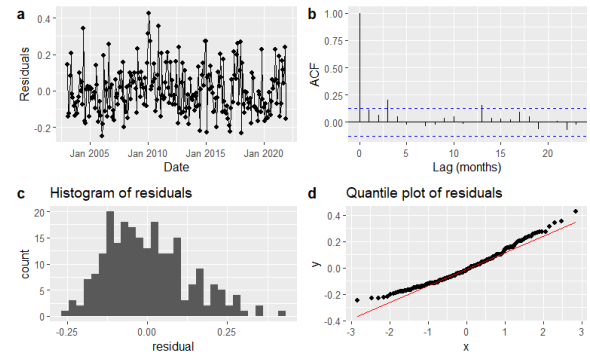 a
0.4
0.2
0.0
-0.2
Residuals
Jan 2005 Jan 2010 Jan 2015 Jan 2020
Date
b
1.00
0.75
0.50
0.25
0.00
ACF
0 5 10 15 20
Lag (months)
c Histogram of residuals
20
15
10
5
0
count
-0.25 0.00 0.25
residual
d Quantile plot of residuals
0.4
0.2
0.0
-0.2
-0.4
y
-3 -2 -1 0 1 2 3
x